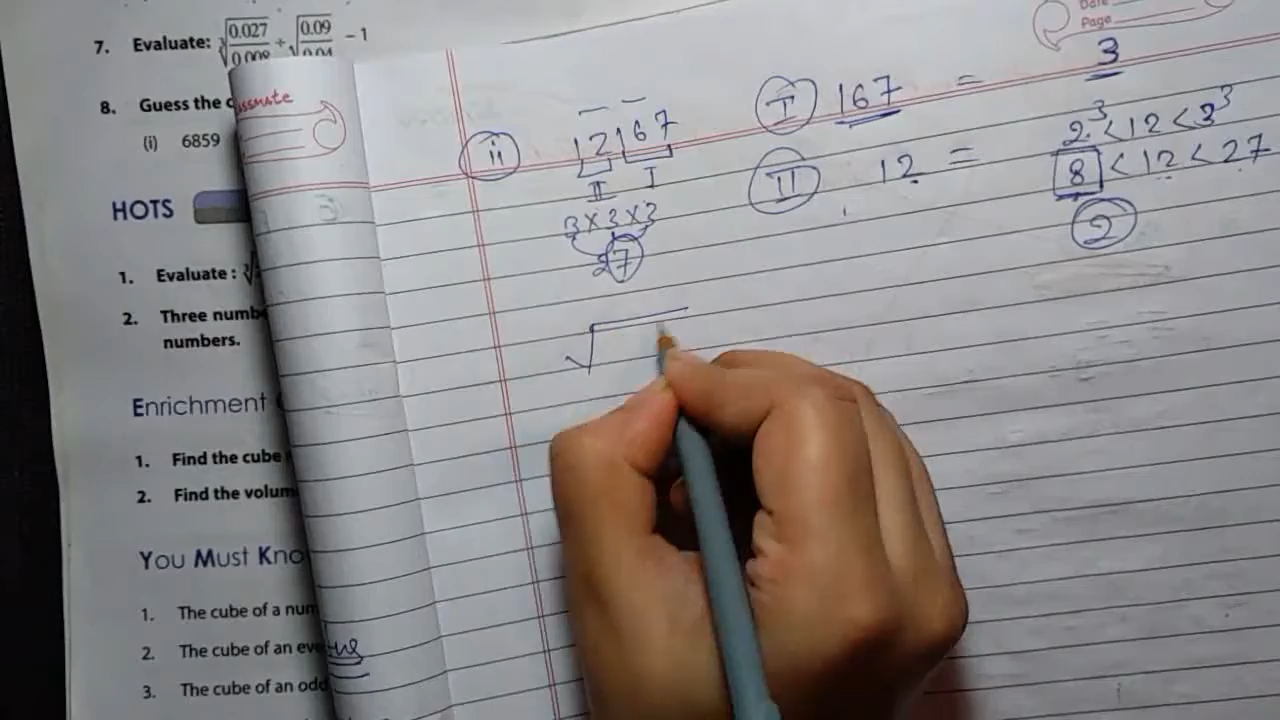 7. Evaluate: ∛(0.027/0.008) ÷ √(0.09/0.04) − 1
8. Guess the c
(i) 6859
HOTS
1. Evaluate : ∛
2. Three numb
numbers.
Enrichment
1. Find the cube
2. Find the volum
You Must Kno
1. The cube of a num
2. The cube of an eve
3. The cube of an odd
ssmate
Date
Page
ii 12167
II I
3×3×3
27
√
I 167 = 3
2³<12<3³
II 12 = 8<12<27
2